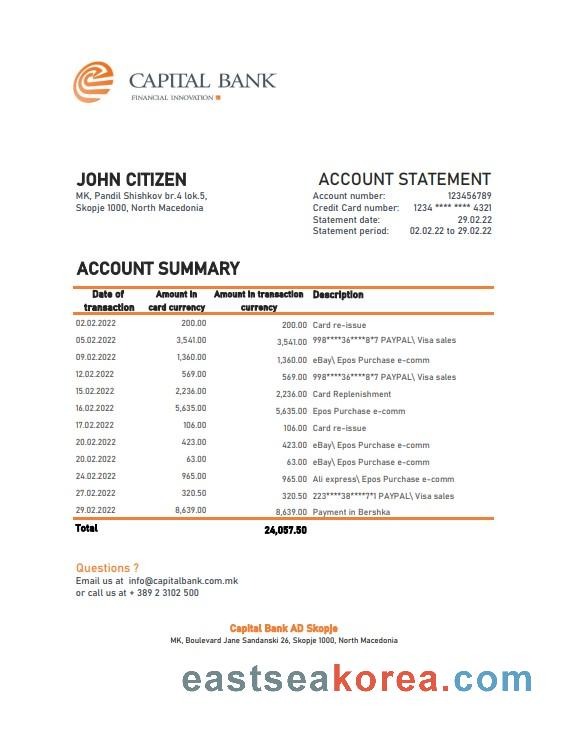 CAPITAL BANK
FINANCIAL INNOVATION
JOHN CITIZEN
MK, Pandil Shishkov br.4 lok.5,
Skopje 1000, North Macedonia
ACCOUNT STATEMENT
Account number: 123456789
Credit Card number: 1234 **** **** 4321
Statement date: 29.02.22
Statement period: 02.02.22 to 29.02.22
ACCOUNT SUMMARY
Date of transaction Amount in card currency Amount in transaction currency Description
02.02.2022 200.00 200.00 Card re-issue
05.02.2022 3,541.00 3,541.00 998****36****8*7 PAYPAL\ Visa sales
09.02.2022 1,360.00 1,360.00 eBay\ Epos Purchase e-comm
12.02.2022 569.00 569.00 998****36****8*7 PAYPAL\ Visa sales
15.02.2022 2,236.00 2,236.00 Card Replenishment
16.02.2022 5,635.00 5,635.00 Epos Purchase e-comm
17.02.2022 106.00 106.00 Card re-issue
20.02.2022 423.00 423.00 eBay\ Epos Purchase e-comm
20.02.2022 63.00 63.00 eBay\ Epos Purchase e-comm
24.02.2022 965.00 965.00 Ali express\ Epos Purchase e-comm
27.02.2022 320.50 320.50 223****38****7*1 PAYPAL\ Visa sales
29.02.2022 8,639.00 8,639.00 Payment in Bershka
Total 24,057.50
Questions ?
Email us at info@capitalbank.com.mk
or call us at + 389 2 3102 500
Capital Bank AD Skopje
MK, Boulevard Jane Sandanski 26, Skopje 1000, North Macedonia
eastseakorea.com